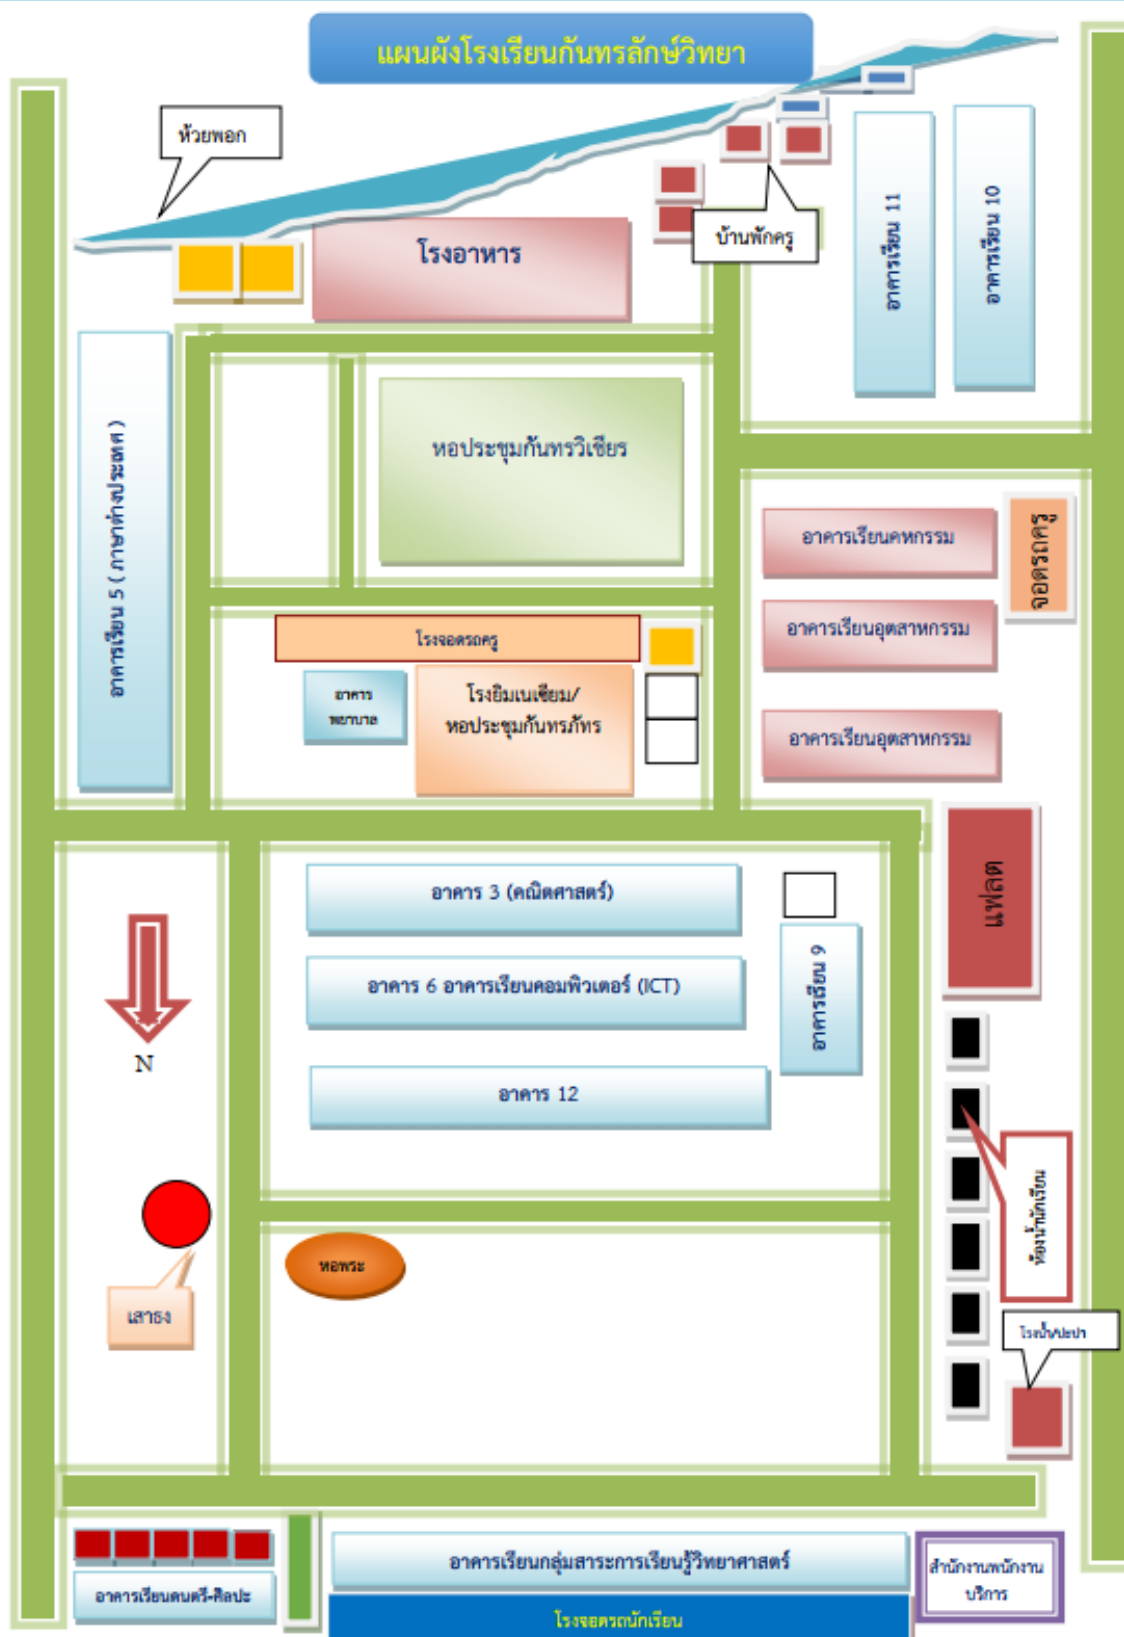 แผนผังโรงเรียนกันทรลักษ์วิทยา
ห้วยพอก
บ้านพักครู
โรงอาหาร
อาคารเรียน 11
อาคารเรียน 10
อาคารเรียน 5 ( ภาษาต่างประเทศ )
หอประชุมกันทรวิเชียร
อาคารเรียนคหกรรม
จอดรถครู
อาคารเรียนอุตสาหกรรม
โรงจอดรถครู
อาคาร
พยาบาล
โรงยิมเนเซียม/
หอประชุมกันทรภัทร
อาคารเรียนอุตสาหกรรม
อาคาร 3 (คณิตศาสตร์)
แฟลต
อาคาร 6 อาคารเรียนคอมพิวเตอร์ (ICT)
อาคารเรียน 9
N
อาคาร 12
ห้องน้ำนักเรียน
หอพระ
เสาธง
โรงน้ำ/ปะปา
อาคารเรียนกลุ่มสาระการเรียนรู้วิทยาศาสตร์
สำนักงานพนักงาน
บริการ
อาคารเรียนดนตรี-ศิลปะ
โรงจอดรถนักเรียน